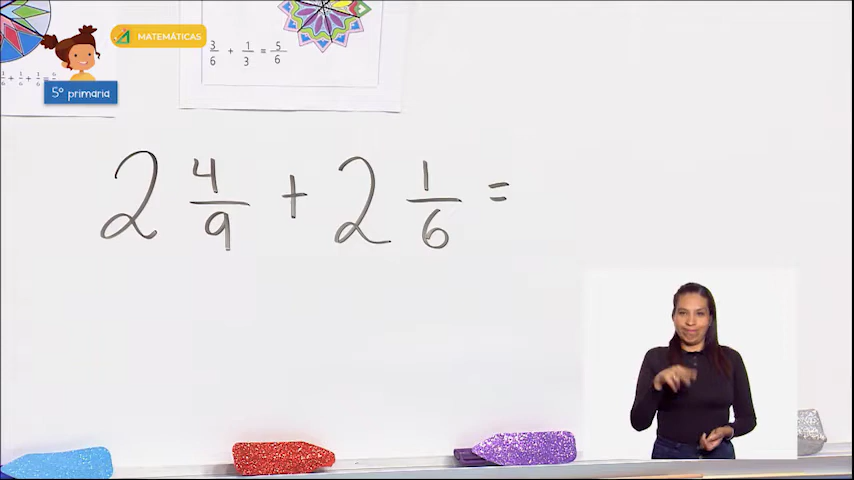 MATEMÁTICAS
5º primaria
3/6 + 1/3 = 5/6
2 4/9 + 2 1/6 =